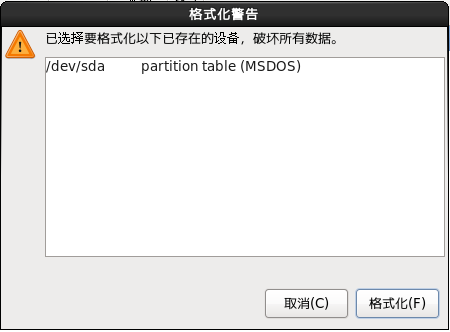 格式化警告
已选择要格式化以下已存在的设备，破坏所有数据。
/dev/sda partition table (MSDOS)
取消(C) 格式化(F)